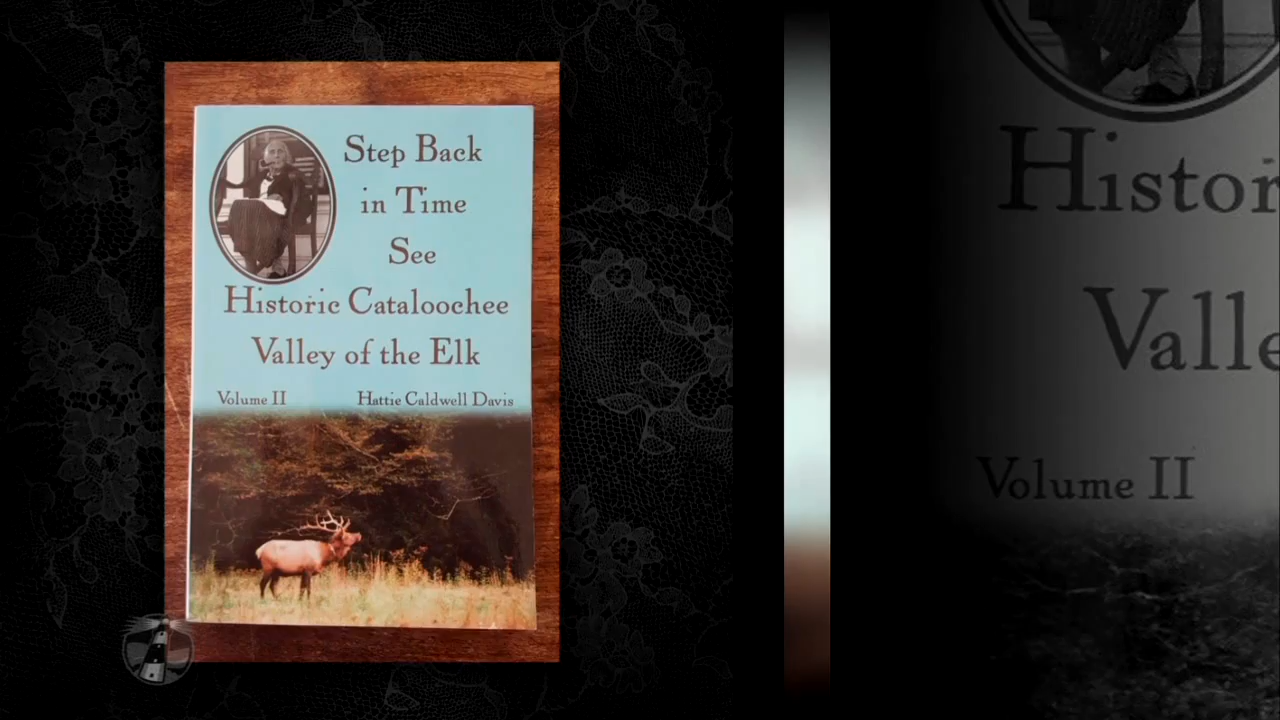 Step Back
in Time
See
Historic Cataloochee
Valley of the Elk
Volume II
Hattie Caldwell Davis
Histor
Valle
Volume II